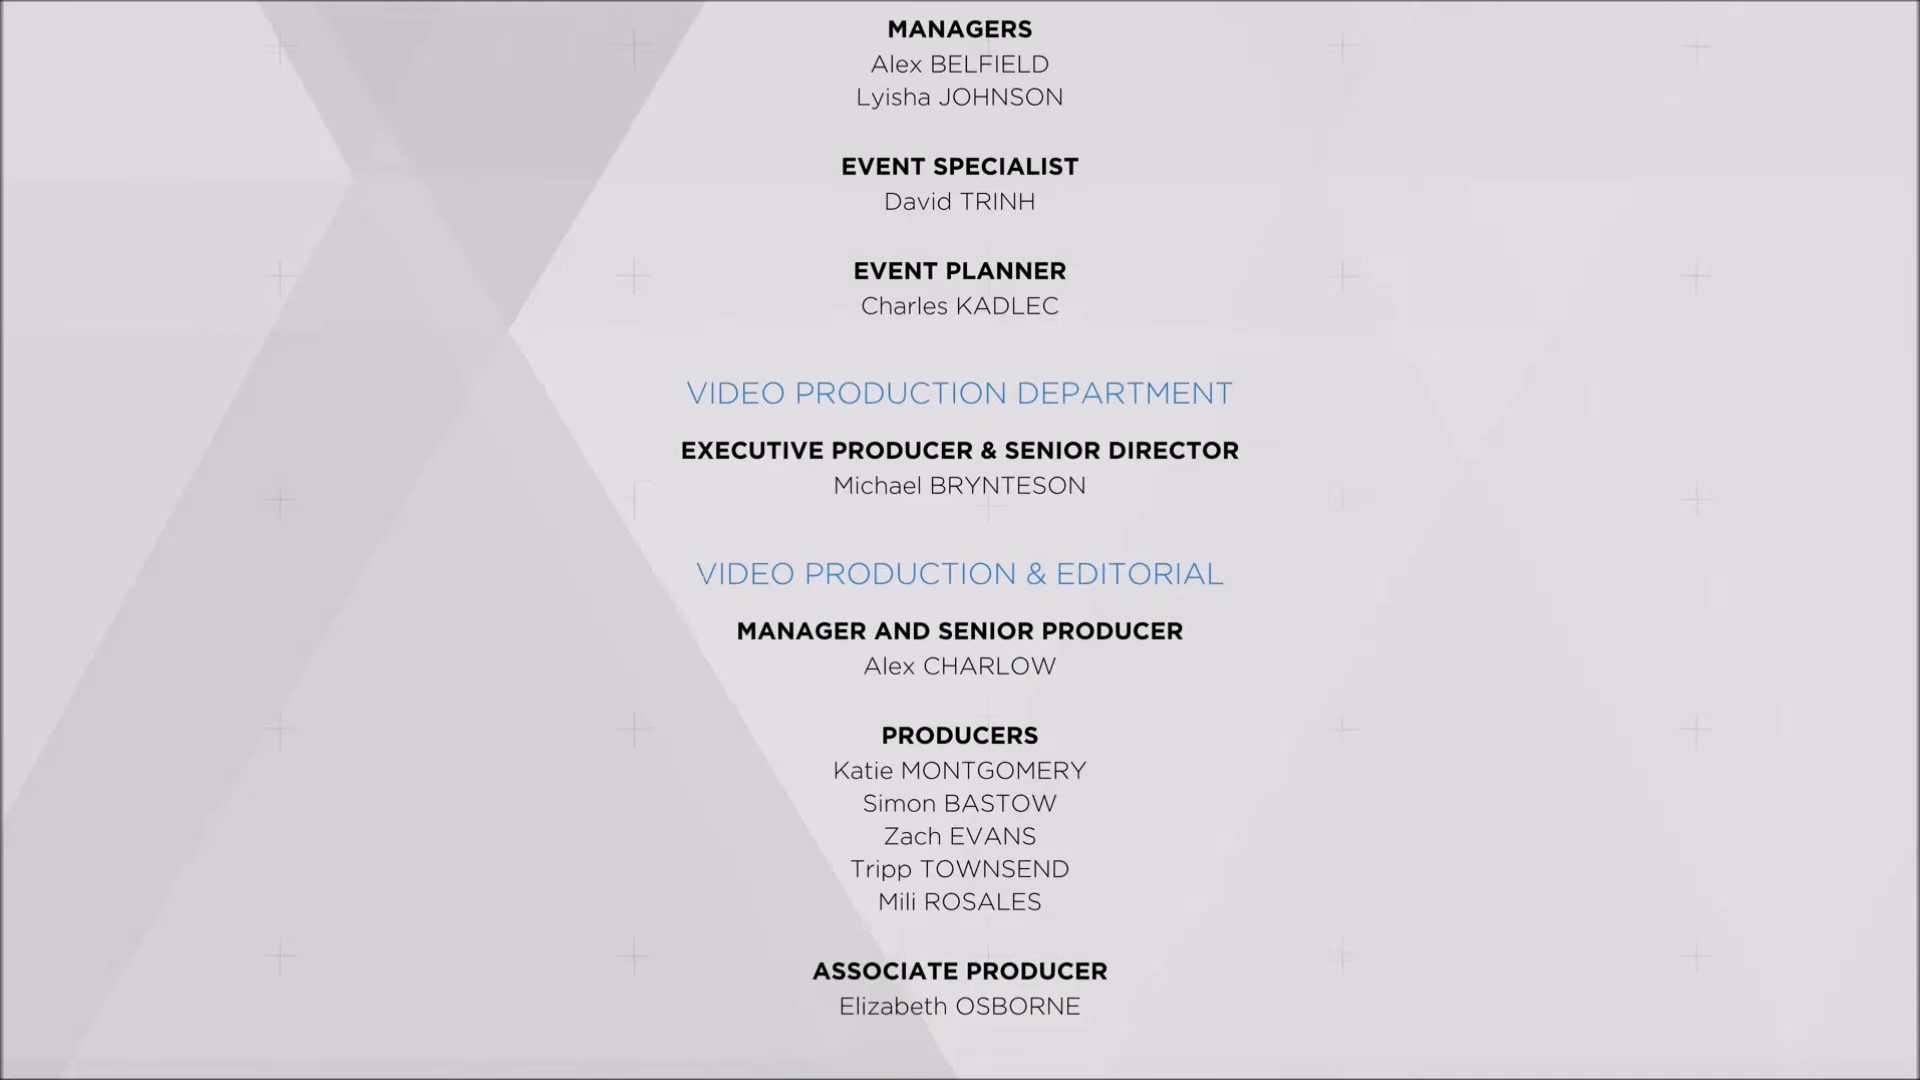 MANAGERS
Alex BELFIELD
Lyisha JOHNSON
EVENT SPECIALIST
David TRINH
EVENT PLANNER
Charles KADLEC
VIDEO PRODUCTION DEPARTMENT
EXECUTIVE PRODUCER & SENIOR DIRECTOR
Michael BRYNTESON
VIDEO PRODUCTION & EDITORIAL
MANAGER AND SENIOR PRODUCER
Alex CHARLOW
PRODUCERS
Katie MONTGOMERY
Simon BASTOW
Zach EVANS
Tripp TOWNSEND
Mili ROSALES
ASSOCIATE PRODUCER
Elizabeth OSBORNE